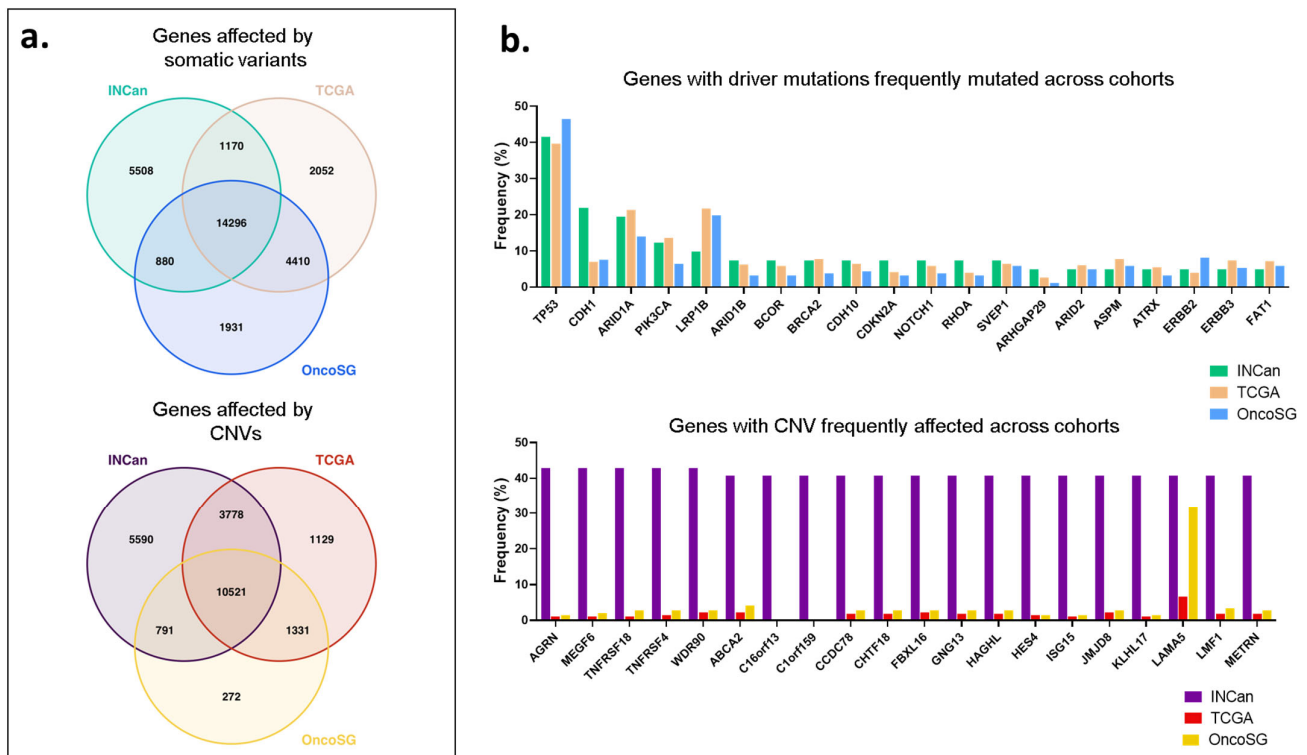 a.
Genes affected by
somatic variants
INCan
TCGA
1170
5508
2052
14296
880
4410
1931
OncoSG
Genes affected by
CNVs
INCan
TCGA
3778
5590
1129
10521
791
1331
272
OncoSG
b.
Genes with driver mutations frequently mutated across cohorts
Frequency (%)
50
40
30
20
10
0
TP53
CDH1
ARID1A
PIK3CA
LRP1B
ARID1B
BCOR
BRCA2
CDH10
CDKN2A
NOTCH1
RHOA
SVEP1
ARHGAP29
ARID2
ASPM
ATRX
ERBB2
ERBB3
FAT1
INCan
TCGA
OncoSG
Genes with CNV frequently affected across cohorts
Frequency (%)
50
40
30
20
10
0
AGRN
MEGF6
TNFRSF18
TNFRSF4
WDR90
ABCA2
C16orf13
C1orf159
CCDC78
CHTF18
FBXL16
GNG13
HAGHL
HES4
ISG15
JMJD8
KLHL17
LAMA5
LMF1
METRN
INCan
TCGA
OncoSG